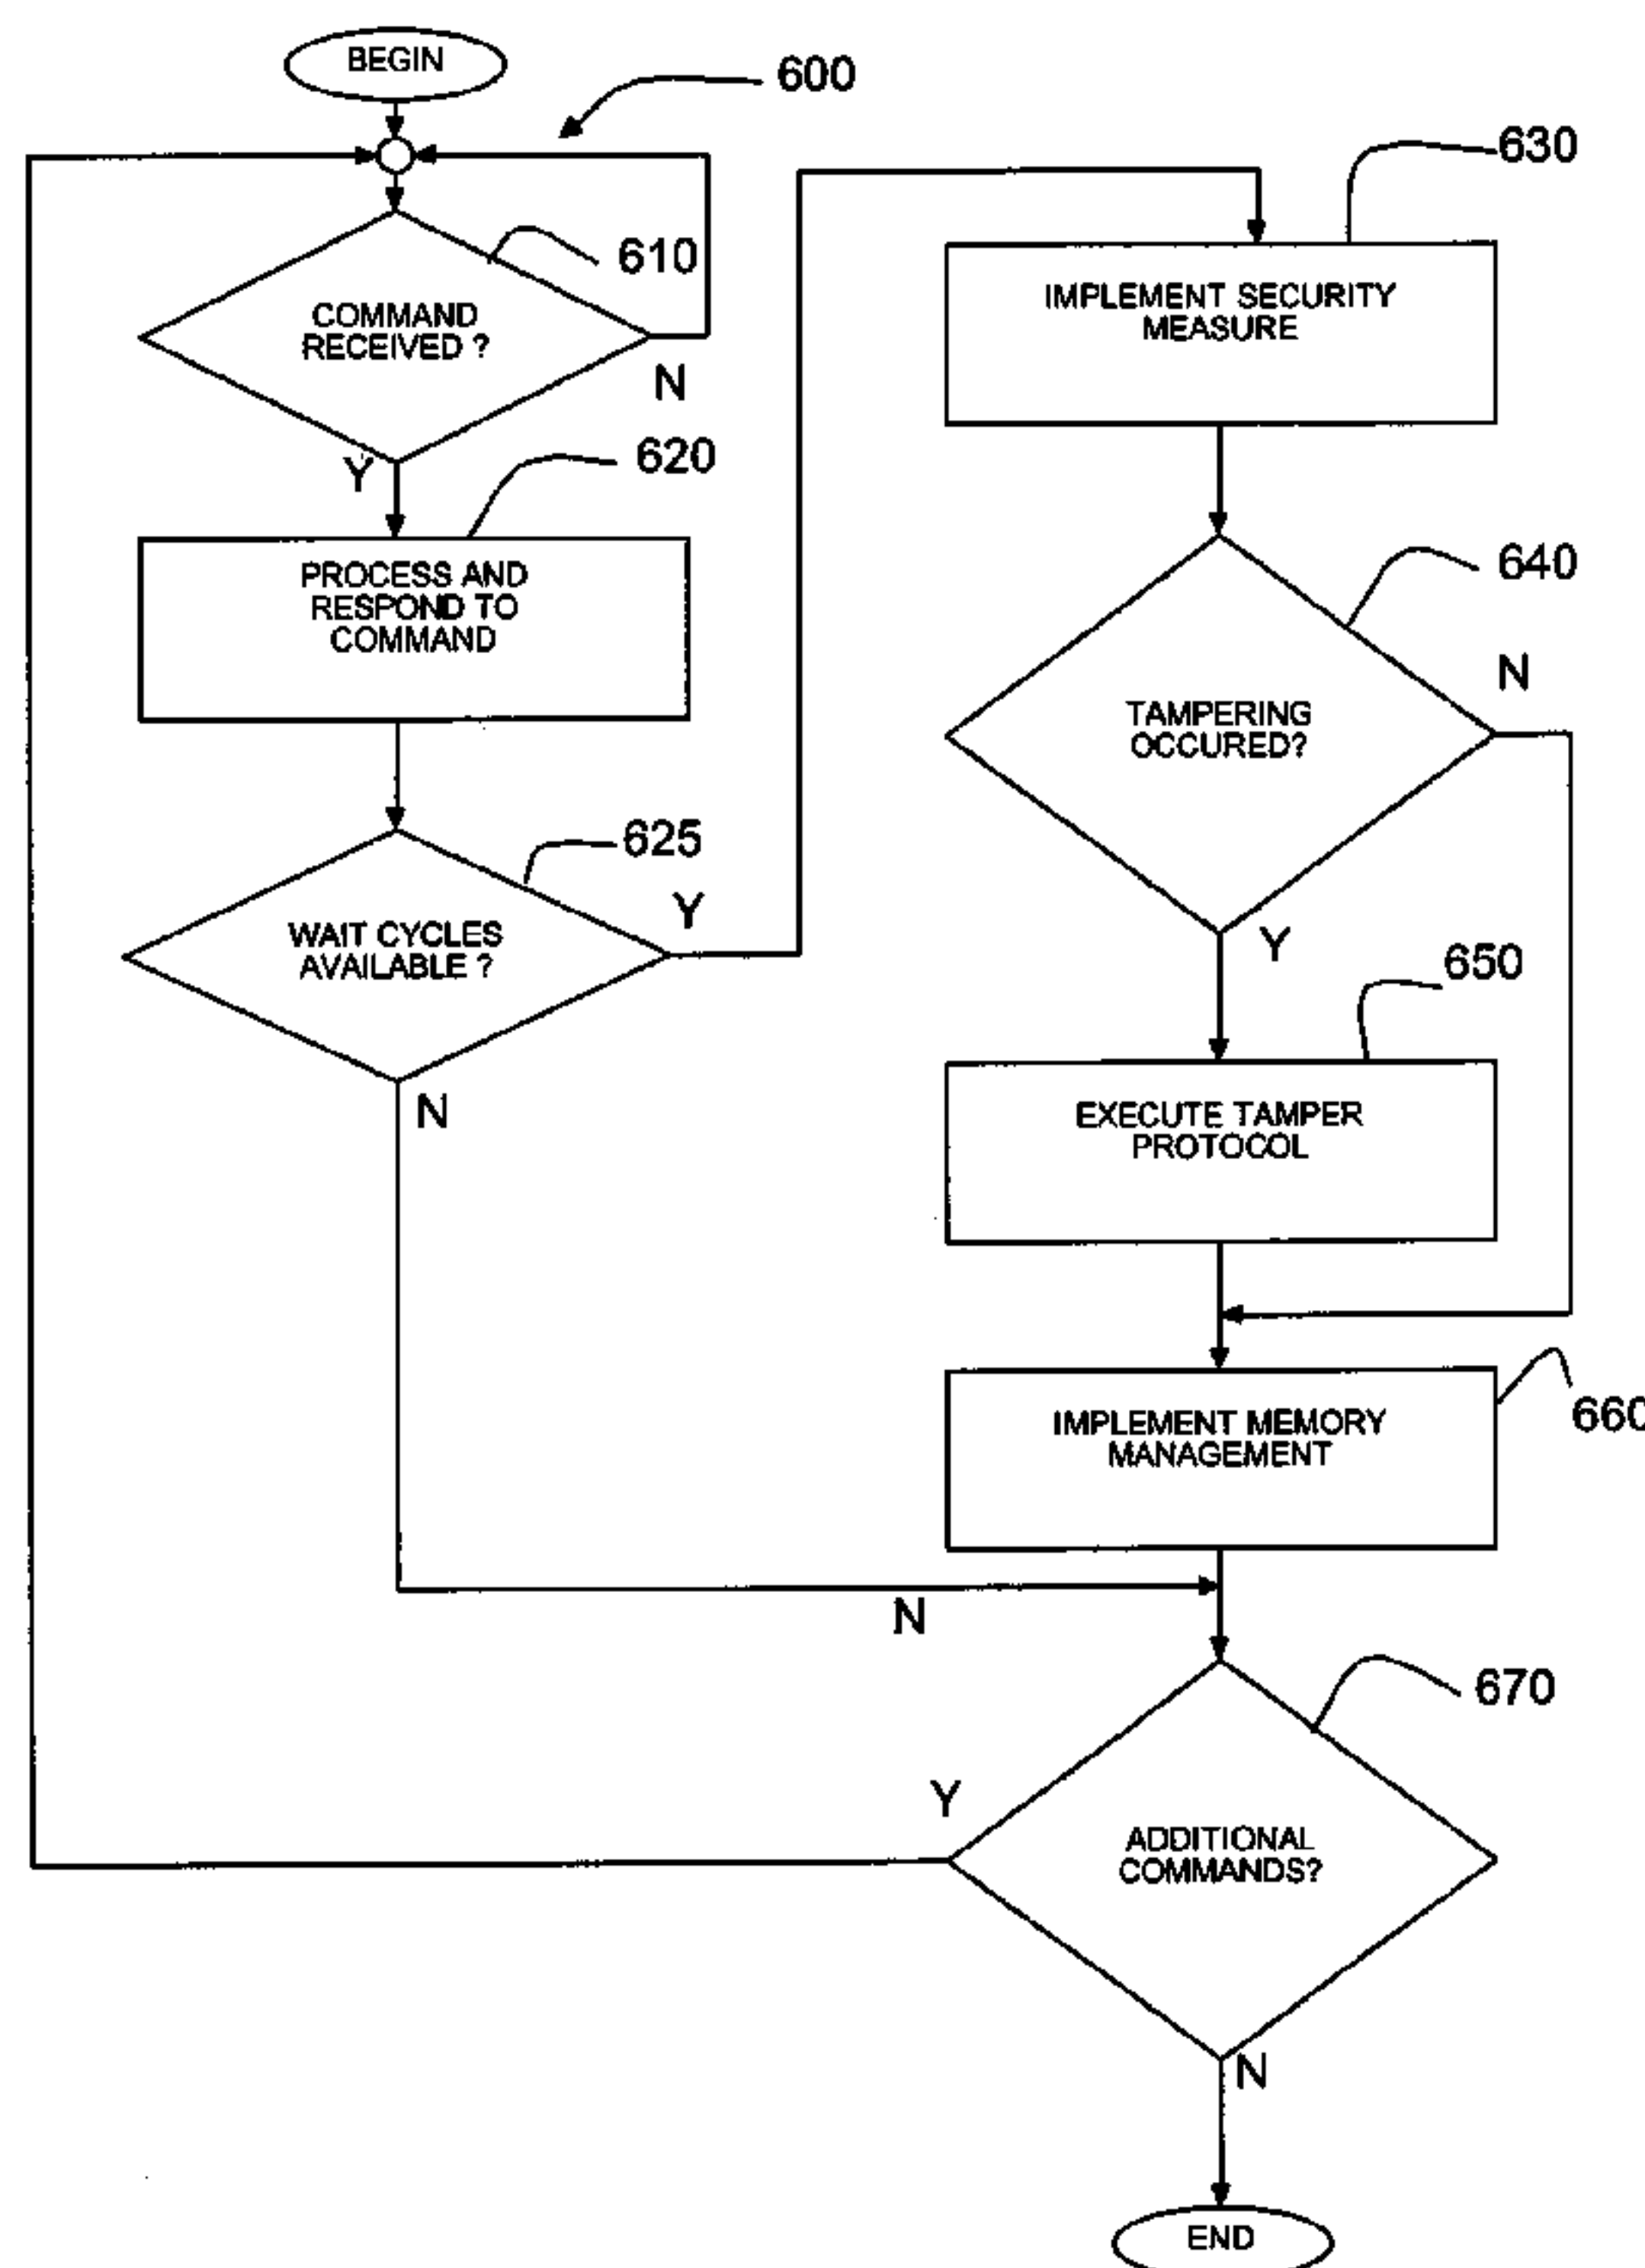 BEGIN
600
610
COMMAND
RECEIVED ?
N
Y
620
PROCESS AND
RESPOND TO
COMMAND
625
WAIT CYCLES
AVAILABLE ?
Y
N
630
IMPLEMENT SECURITY
MEASURE
640
TAMPERING
OCCURED?
N
Y
650
EXECUTE TAMPER
PROTOCOL
660
IMPLEMENT MEMORY
MANAGEMENT
N
670
Y
ADDITIONAL
COMMANDS?
N
END